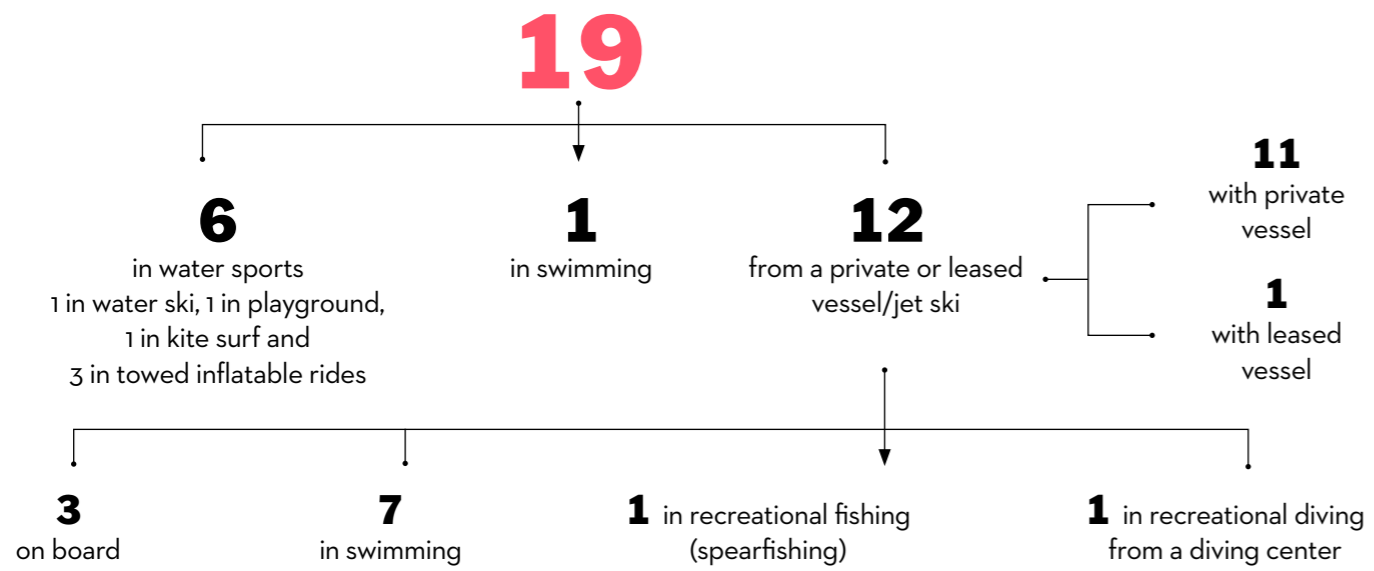 19
6
in water sports
1 in water ski, 1 in playground,
1 in kite surf and
3 in towed inflatable rides
1
in swimming
12
from a private or leased
vessel/jet ski
11
with private
vessel
1
with leased
vessel
3
on board
7
in swimming
1 in recreational fishing
(spearfishing)
1 in recreational diving
from a diving center